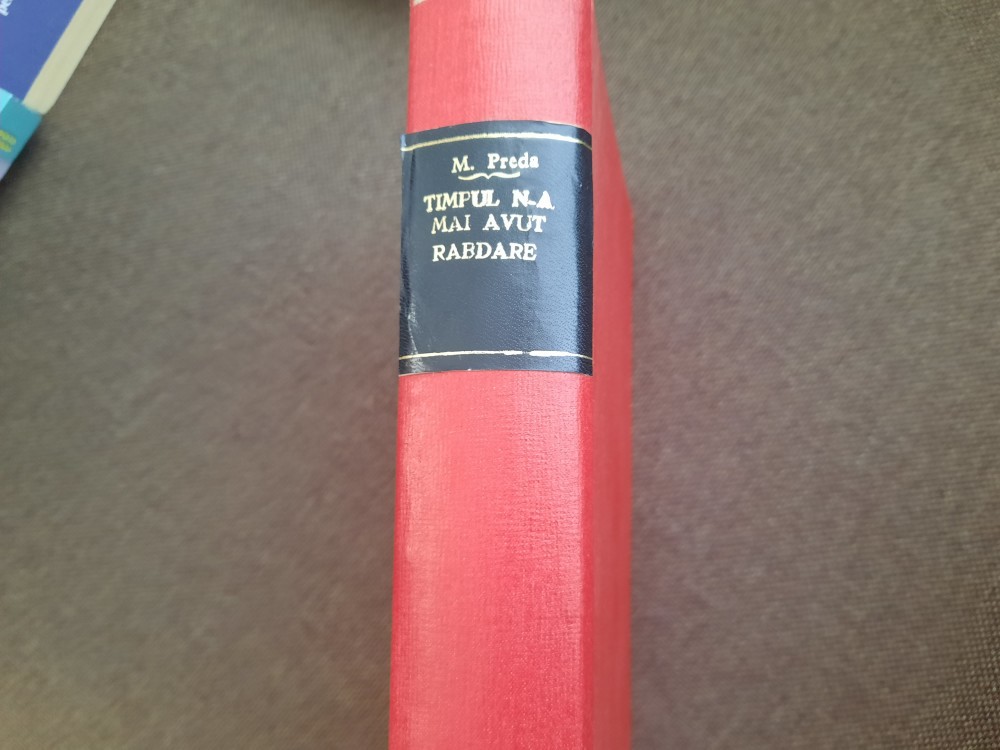 M. Preda
TIMPUL N-A
MAI AVUT
RABDARE